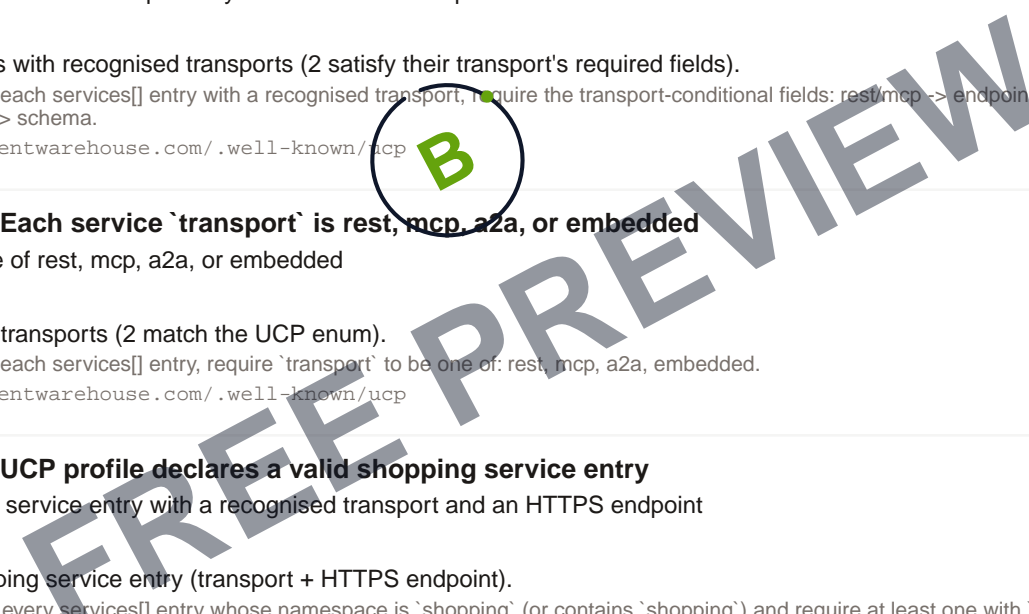 s with recognised transports (2 satisfy their transport's required fields).
each services[] entry with a recognised transport, require the transport-conditional fields: rest/mcp -> endpoin
> schema.
entwarehouse.com/.well-known/ucp
B
Each service `transport` is rest, mcp, a2a, or embedded
e of rest, mcp, a2a, or embedded
transports (2 match the UCP enum).
each services[] entry, require `transport` to be one of: rest, mcp, a2a, embedded.
entwarehouse.com/.well-known/ucp
FREE PREVIEW
UCP profile declares a valid shopping service entry
service entry with a recognised transport and an HTTPS endpoint
ping service entry (transport + HTTPS endpoint).
every services[] entry whose namespace is `shopping` (or contains `shopping`) and require at least one with `